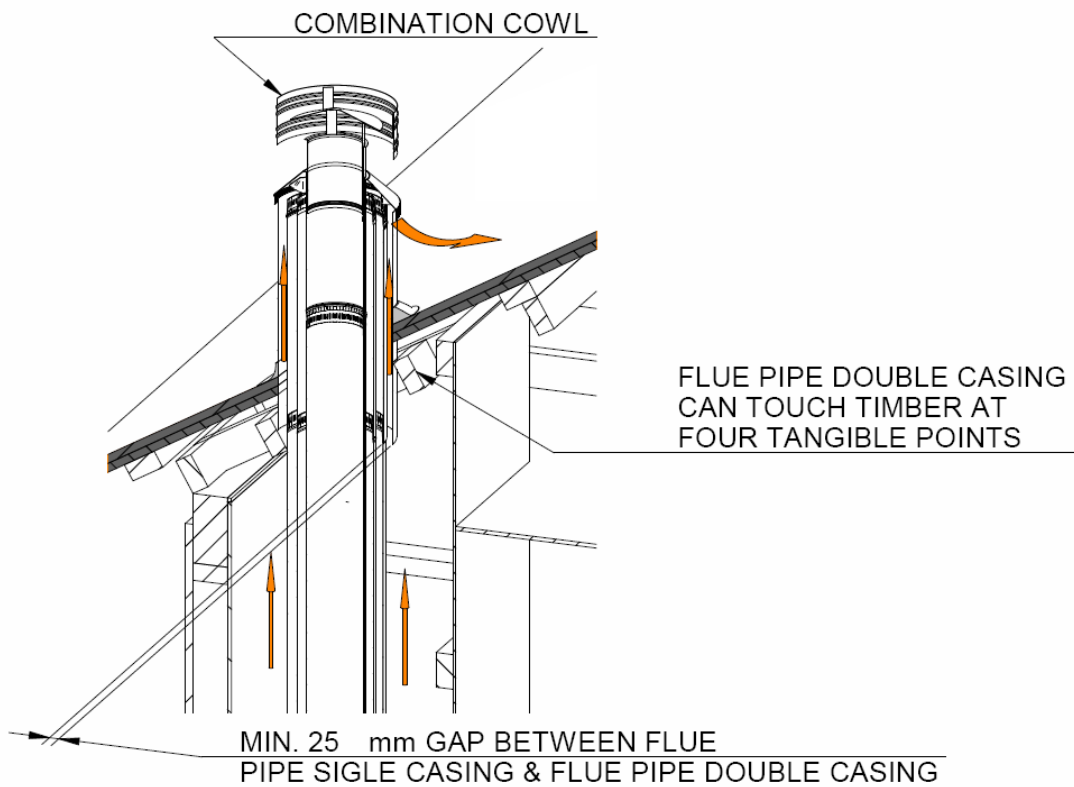 COMBINATION COWL
FLUE PIPE DOUBLE CASING
CAN TOUCH TIMBER AT
FOUR TANGIBLE POINTS
MIN. 25 mm GAP BETWEEN FLUE
PIPE SIGLE CASING & FLUE PIPE DOUBLE CASING